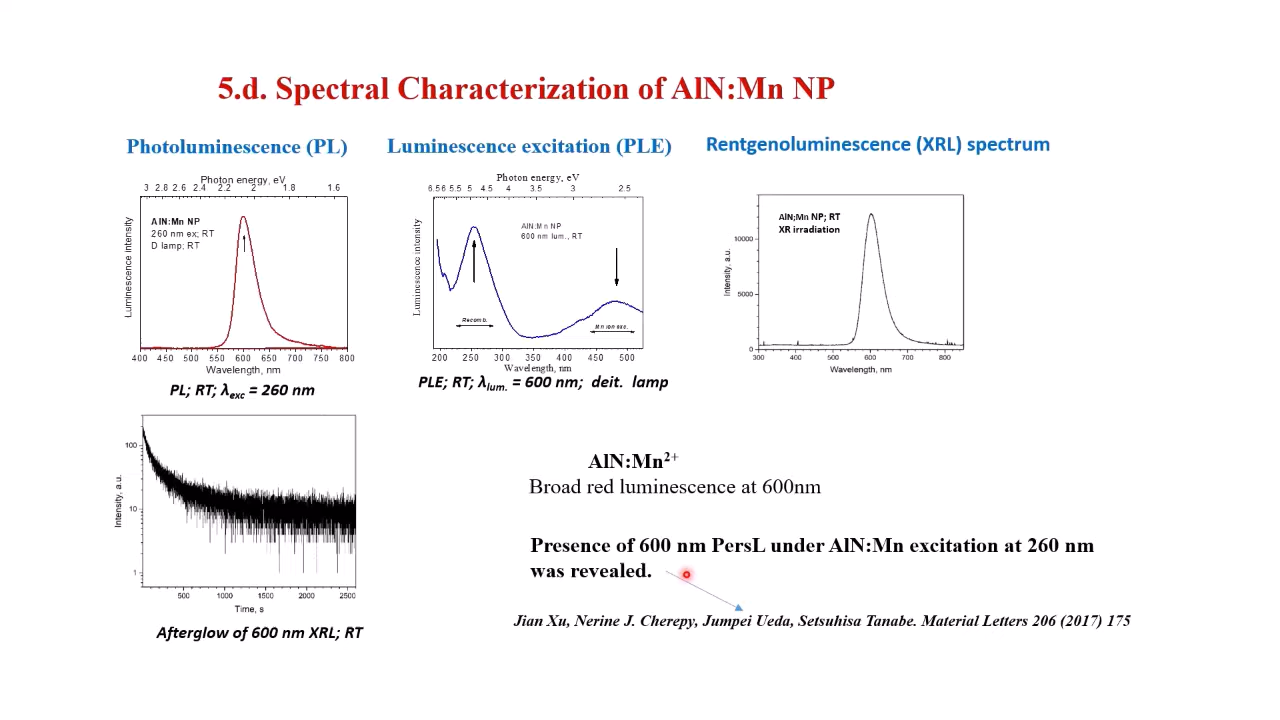 5.d. Spectral Characterization of AlN:Mn NP
Photoluminescence (PL)
Luminescence excitation (PLE)
Rentgenoluminescence (XRL) spectrum
Photon energy, eV
3 2.8 2.6 2.4 2.2 2 1.8 1.6
AlN:Mn NP
260 nm ex; RT
D lamp; RT
Luminescence intensity
400 450 500 550 600 650 700 750 800
Wavelength, nm
PL; RT; λexc = 260 nm
Photon energy, eV
6.5 6 5.5 5 4.5 4 3.5 3 2.5
AlN:Mn NP
600 nm lum., RT
Luminescence intensity
Recomb.
Mn ion exc.
200 250 300 350 400 450 500
Wavelength, nm
PLE; RT; λlum. = 600 nm; deit. lamp
AlN;Mn NP; RT
XR irradiation
Intensity, a.u.
10000
5000
0
300 400 500 600 700 800
Wavelength, nm
Intensity, a.u.
100
10
1
500 1000 1500 2000 2500
Time, s
Afterglow of 600 nm XRL; RT
AlN:Mn²⁺
Broad red luminescence at 600nm
Presence of 600 nm PersL under AlN:Mn excitation at 260 nm
was revealed.
Jian Xu, Nerine J. Cherepy, Jumpei Ueda, Setsuhisa Tanabe. Material Letters 206 (2017) 175